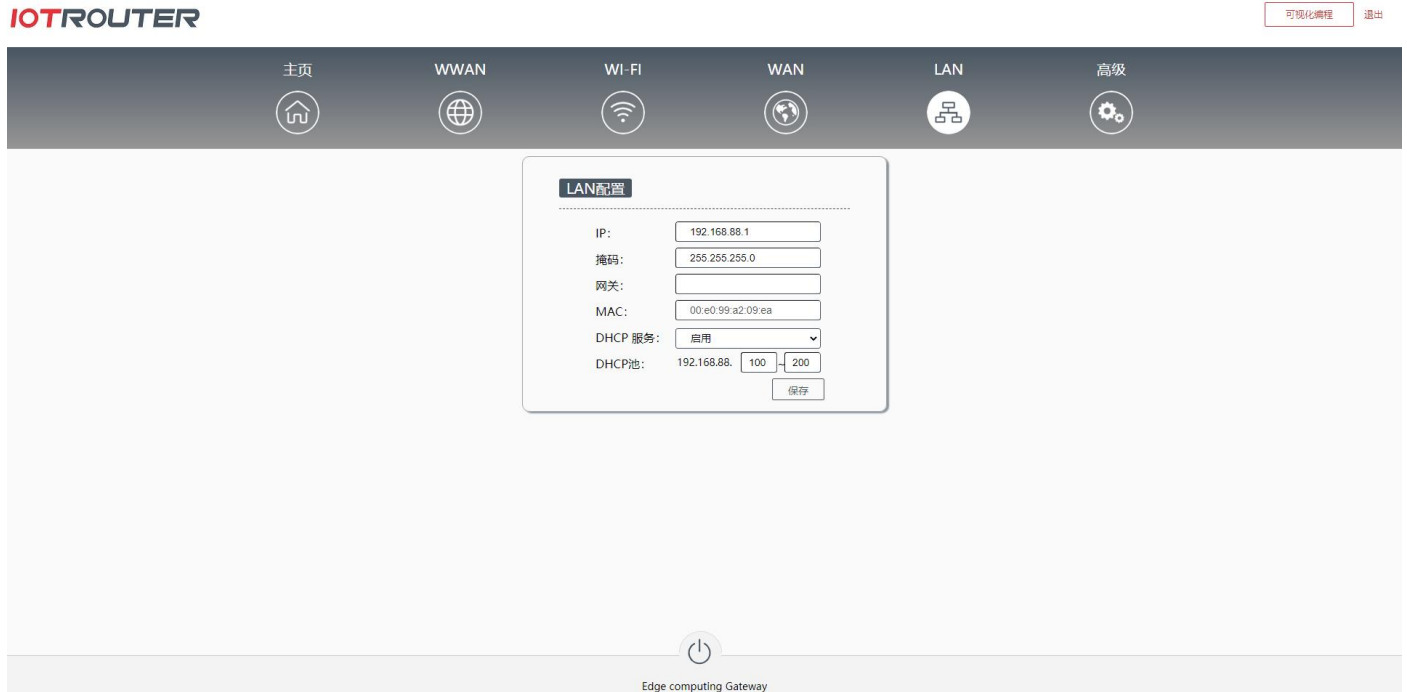 IOTROUTER
可视化编程 退出
主页 WWAN WI-FI WAN LAN 高级
LAN配置
IP: 192.168.88.1
掩码: 255.255.255.0
网关:
MAC: 00:e0:99:a2:09:ea
DHCP 服务: 启用
DHCP池: 192.168.88. 100 ~ 200
保存
Edge computing Gateway